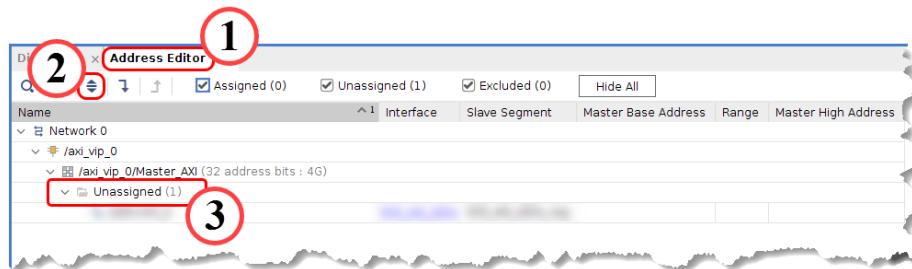 1
Di × Address Editor
2
Assigned (0) Unassigned (1) Excluded (0) Hide All
Name 1 Interface Slave Segment Master Base Address Range Master High Address
Network 0
/axi_vip_0
/axi_vip_0/Master_AXI (32 address bits : 4G)
Unassigned (1)
3